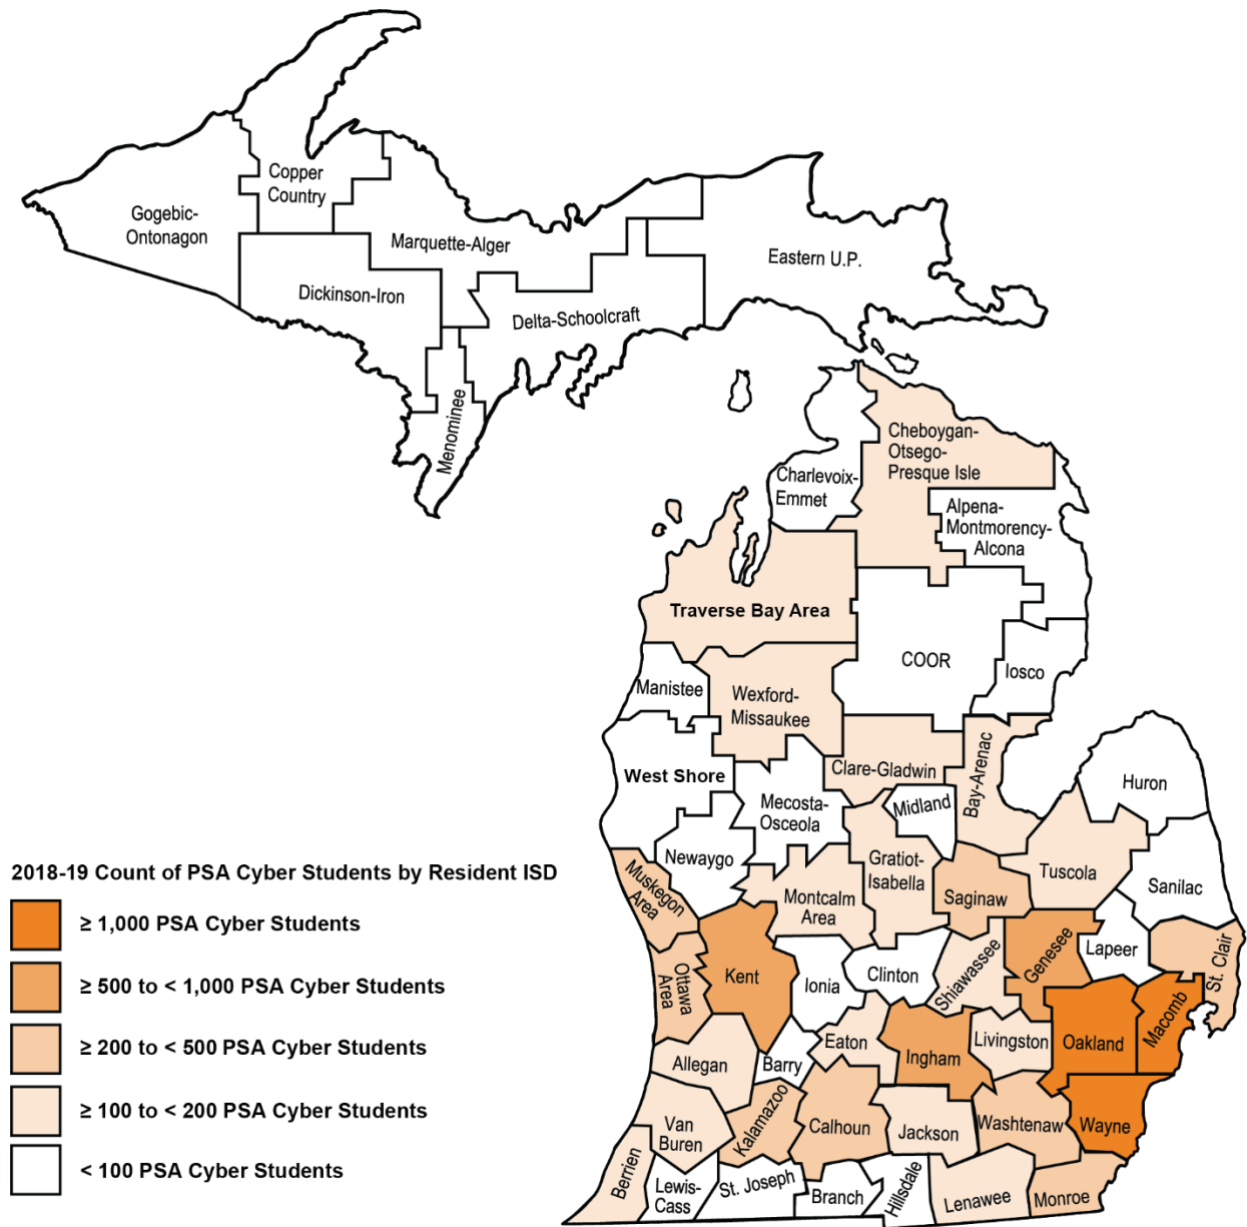 Copper
Country
Gogebic-
Ontonagon
Marquette-Alger
Eastern U.P.
Dickinson-Iron
Delta-Schoolcraft
Menominee
Cheboygan-
Otsego-
Presque Isle
Charlevoix-
Emmet
Alpena-
Montmorency-
Alcona
Traverse Bay Area
COOR
Iosco
Manistee
Wexford-
Missaukee
West Shore
Clare-Gladwin
Bay-Arenac
Huron
Mecosta-
Osceola
Midland
Newaygo
Gratiot-
Isabella
Tuscola
Sanilac
Muskegon
Area
Montcalm
Area
Saginaw
Ottawa
Area
Kent
Ionia
Clinton
Shiawassee
Genesee
Lapeer
St. Clair
Allegan
Barry
Eaton
Ingham
Livingston
Oakland
Macomb
Van
Buren
Kalamazoo
Calhoun
Jackson
Washtenaw
Wayne
Berrien
Lewis-
Cass
St. Joseph
Branch
Hillsdale
Lenawee
Monroe
2018-19 Count of PSA Cyber Students by Resident ISD
≥ 1,000 PSA Cyber Students
≥ 500 to < 1,000 PSA Cyber Students
≥ 200 to < 500 PSA Cyber Students
≥ 100 to < 200 PSA Cyber Students
< 100 PSA Cyber Students